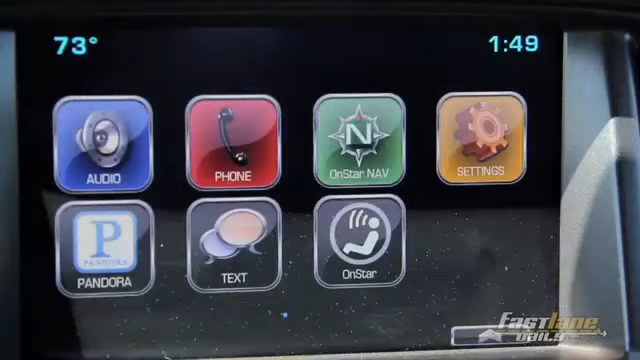 73°
1:49
AUDIO
PHONE
N
OnStar NAV
SETTINGS
P
PANDORA
PANDORA
TEXT
OnStar
Fastlane
DAILY